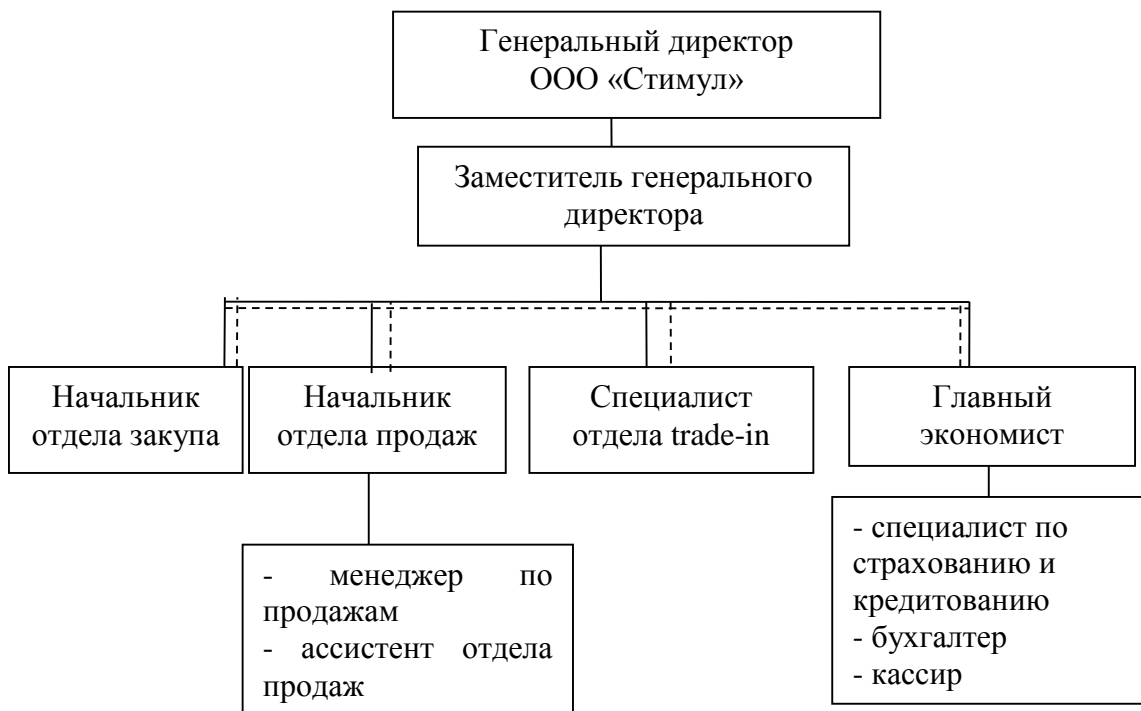 Генеральный директор
ООО «Стимул»
Заместитель генерального
директора
Начальник
отдела закупа
Начальник
отдела продаж
Специалист
отдела trade-in
Главный
экономист
- менеджер по
продажам
- ассистент отдела
продаж
- специалист по
страхованию и
кредитованию
- бухгалтер
- кассир